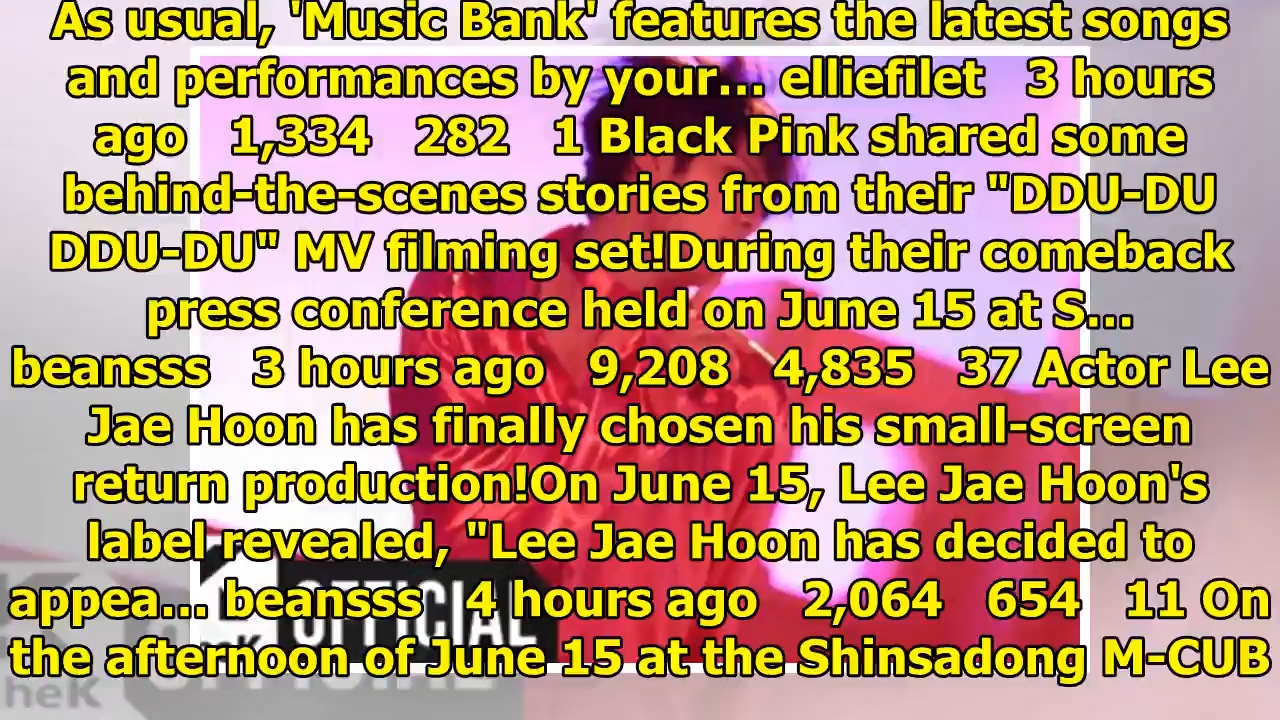 As usual, 'Music Bank' features the latest songs
and performances by your... elliefilet 3 hours
ago 1,334 282 1 Black Pink shared some
behind-the-scenes stories from their "DDU-DU
DDU-DU" MV filming set!During their comeback
press conference held on June 15 at S...
beansss 3 hours ago 9,208 4,835 37 Actor Lee
Jae Hoon has finally chosen his small-screen
return production!On June 15, Lee Jae Hoon's
label revealed, "Lee Jae Hoon has decided to
appea... beansss 4 hours ago 2,064 654 11 On
OFFICIAL
the afternoon of June 15 at the Shinsadong M-CUB